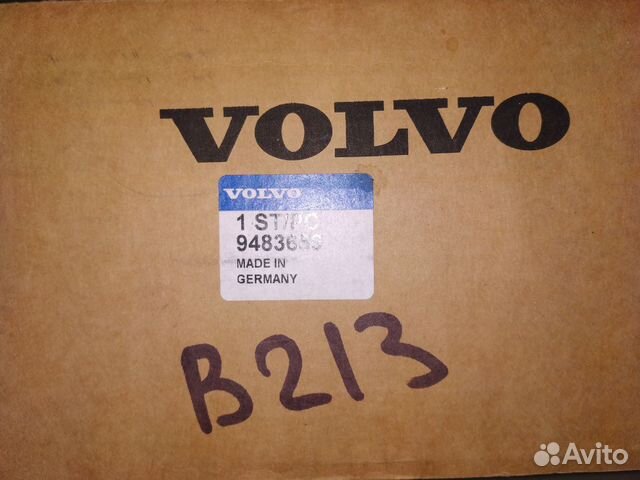 VOLVO
VOLVO
1 ST/PC
MADE IN
GERMANY
B213
Avito